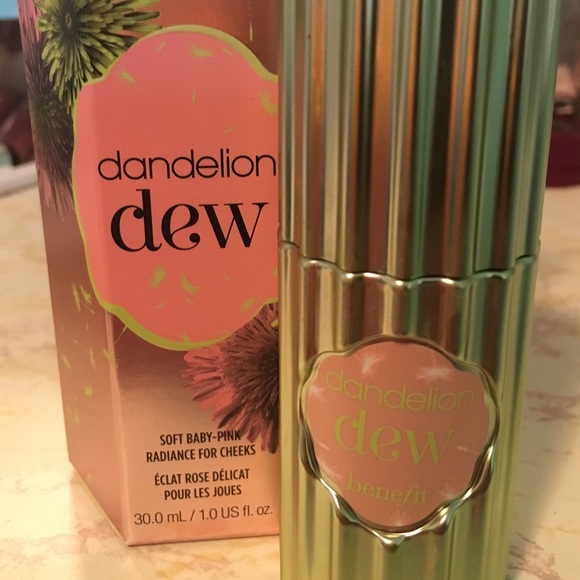 dandelion
dew
SOFT BABY-PINK
RADIANCE FOR CHEEKS
ÉCLAT ROSE DÉLICAT
POUR LES JOUES
30.0 mL / 1.0 US fl. oz.
dandelion
dew
benefit